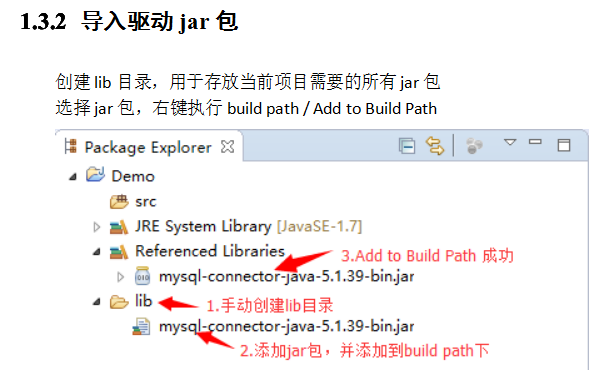 1.3.2 导入驱动 jar 包
创建 lib 目录，用于存放当前项目需要的所有 jar 包
选择 jar 包，右键执行 build path / Add to Build Path
Package Explorer
Demo
src
JRE System Library [JavaSE-1.7]
Referenced Libraries
3.Add to Build Path 成功
mysql-connector-java-5.1.39-bin.jar
lib
1.手动创建lib目录
mysql-connector-java-5.1.39-bin.jar
2.添加jar包，并添加到build path下